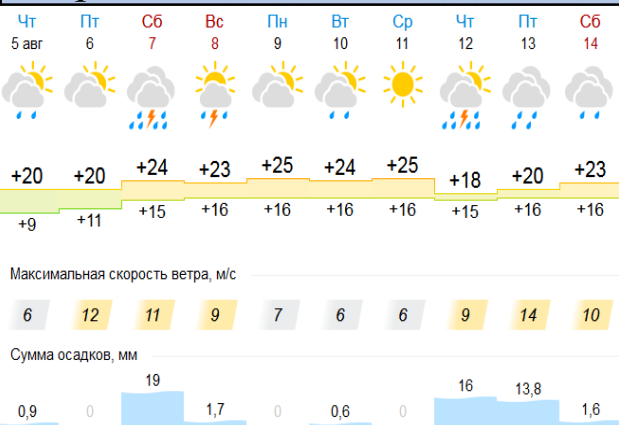 Чт Пт Сб Вс Пн Вт Ср Чт Пт Сб
5 авг 6 7 8 9 10 11 12 13 14
+20 +20 +24 +23 +25 +24 +25 +18 +20 +23
+9 +11 +15 +16 +16 +16 +16 +15 +16 +16
Максимальная скорость ветра, м/с
6 12 11 9 7 6 6 9 14 10
Сумма осадков, мм
0,9 0 19 1,7 0 0,6 0 16 13,8 1,6